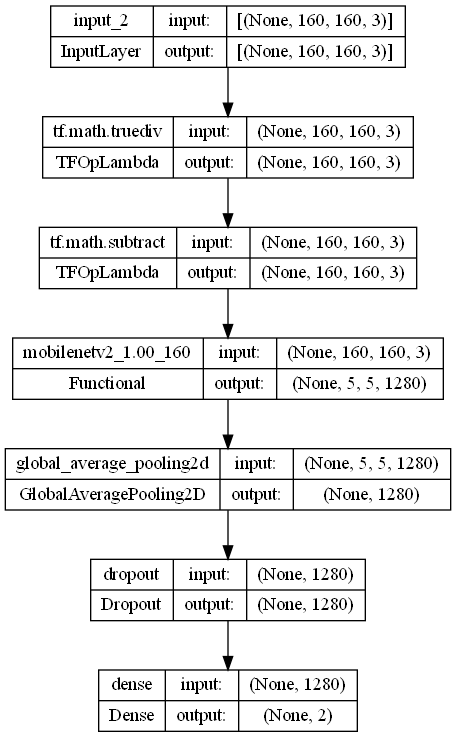 input_2 input: [(None, 160, 160, 3)]
InputLayer output: [(None, 160, 160, 3)]
tf.math.truediv input: (None, 160, 160, 3)
TFOpLambda output: (None, 160, 160, 3)
tf.math.subtract input: (None, 160, 160, 3)
TFOpLambda output: (None, 160, 160, 3)
mobilenetv2_1.00_160 input: (None, 160, 160, 3)
Functional output: (None, 5, 5, 1280)
global_average_pooling2d input: (None, 5, 5, 1280)
GlobalAveragePooling2D output: (None, 1280)
dropout input: (None, 1280)
Dropout output: (None, 1280)
dense input: (None, 1280)
Dense output: (None, 2)